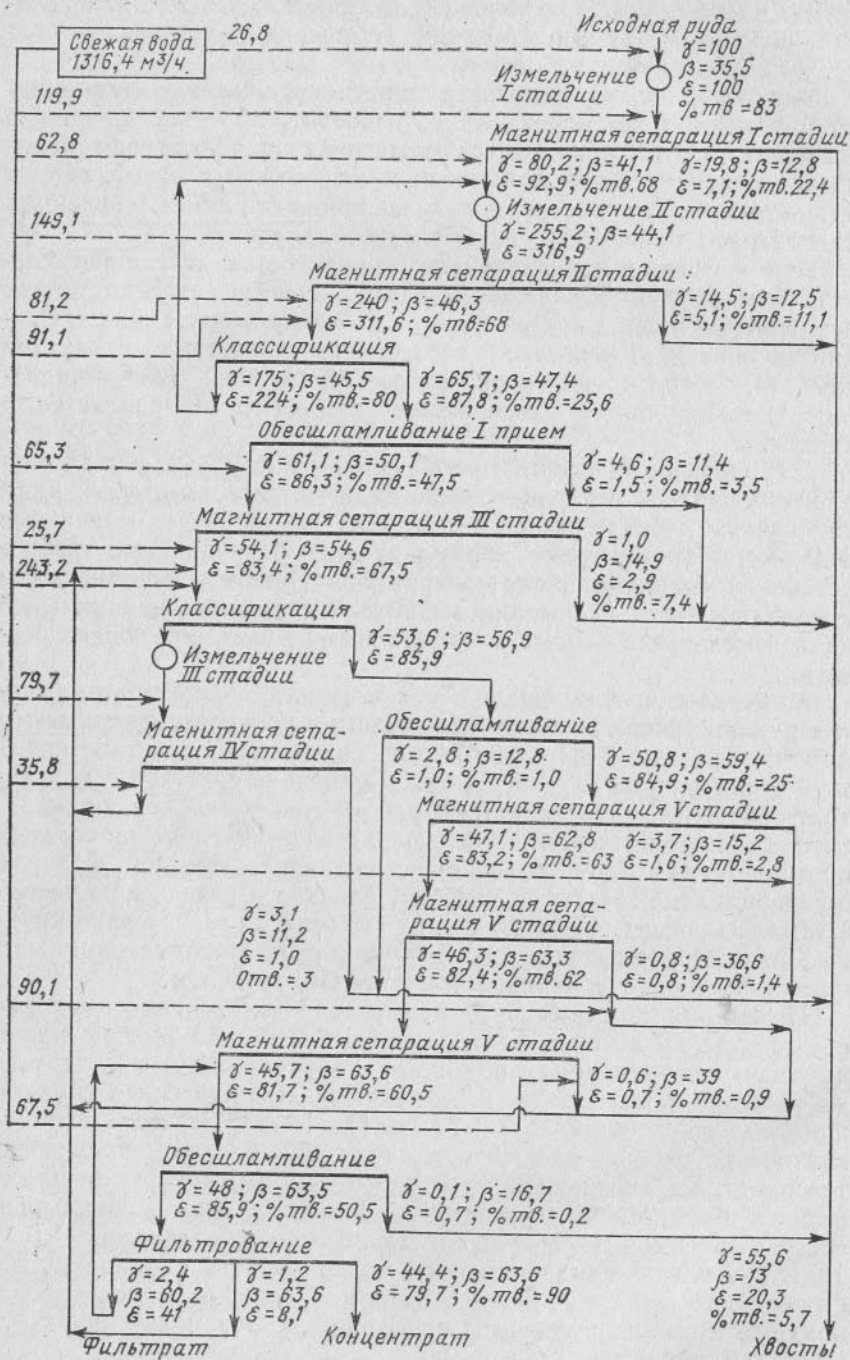 Исходная руда
Свежая вода
1316,4 м³/ч.
26,8
γ=100
β=35,5
ε=100
% тв=83
Измельчение
I стадии
119,9
Магнитная сепарация I стадии
62,8
γ=80,2; β=41,1
ε=92,9; % тв.68
γ=19,8; β=12,8
ε=7,1; % тв.22,4
Измельчение II стадии
149,1
γ=255,2; β=44,1
ε=316,9
Магнитная сепарация II стадии
81,2
γ=240; β=46,3
ε=311,6; % тв=68
γ=14,5; β=12,5
ε=5,1; % тв.=11,1
91,1
Классификация
γ=175; β=45,5
ε=224; % тв.=80
γ=65,7; β=47,4
ε=87,8; % тв.=25,6
Обесшламливание I прием
65,3
γ=61,1; β=50,1
ε=86,3; % тв.=47,5
γ=4,6; β=11,4
ε=1,5; % тв.=3,5
Магнитная сепарация III стадии
25,7
γ=54,1; β=54,6
ε=83,4; % тв.=67,5
γ=1,0
β=14,9
ε=2,9
% тв.=7,4
243,2
Классификация
γ=53,6; β=56,9
ε=85,9
Измельчение
III стадии
79,7
Магнитная сепа-
рация IV стадии
Обесшламливание
γ=2,8; β=12,8.
ε=1,0; % тв.=1,0
γ=50,8; β=59,4
ε=84,9; % тв.=25
35,8
Магнитная сепарация V стадии
γ=47,1; β=62,8
ε=83,2; % тв.=63
γ=3,7; β=15,2
ε=1,6; % тв.=2,8
Магнитная сепа-
рация V стадии
γ=3,1
β=11,2
ε=1,0
Отв.=3
γ=46,3; β=63,3
ε=82,4; % тв.62
γ=0,8; β=36,6
ε=0,8; % тв.=1,4
90,1
Магнитная сепарация V стадии
γ=45,7; β=63,6
ε=81,7; % тв.=60,5
γ=0,6; β=39
ε=0,7; % тв.=0,9
67,5
Обесшламливание
γ=48; β=63,5
ε=85,9; % тв.=50,5
γ=0,1; β=16,7
ε=0,7; % тв.=0,2
Фильтрование
γ=2,4
β=60,2
ε=41
γ=1,2
β=63,6
ε=8,1
γ=44,4; β=63,6
ε=79,7; % тв.=90
γ=55,6
β=13
ε=20,3
% тв.=5,7
Фильтрат
Концентрат
Хвосты